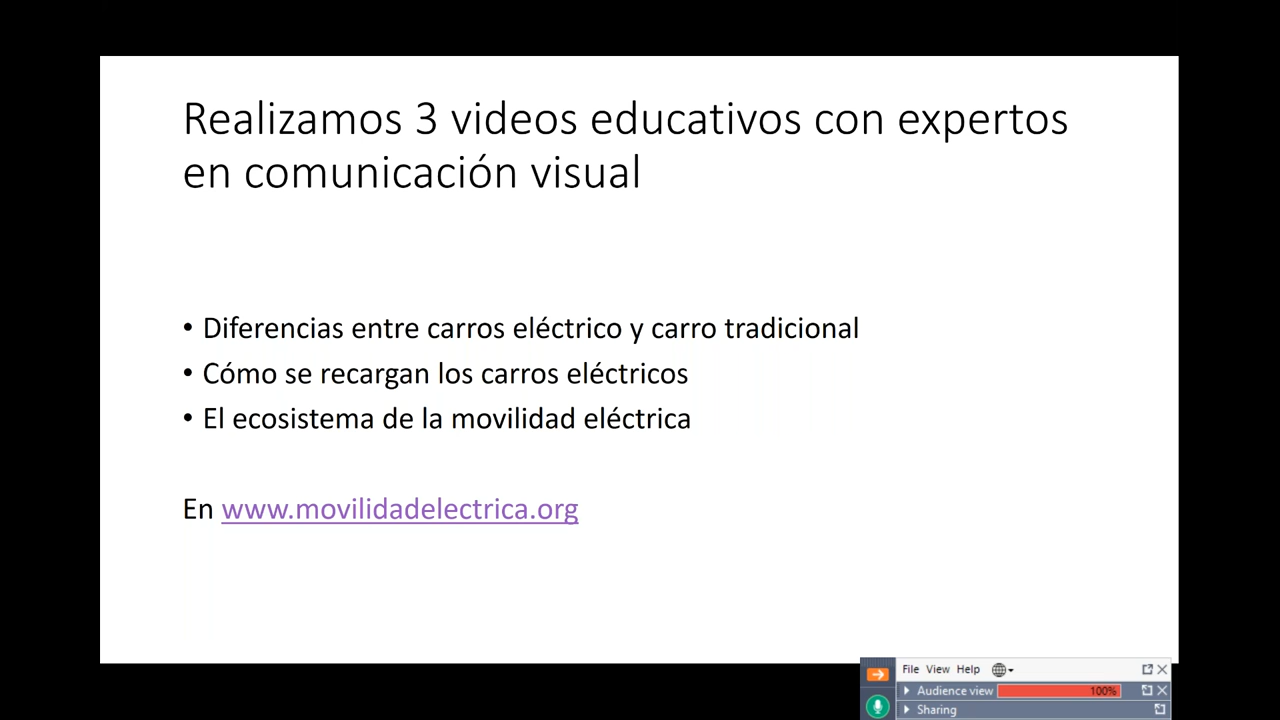 Realizamos 3 videos educativos con expertos
en comunicación visual
• Diferencias entre carros eléctrico y carro tradicional
• Cómo se recargan los carros eléctricos
• El ecosistema de la movilidad eléctrica
En www.movilidadelectrica.org
File View Help
Audience view 100%
Sharing